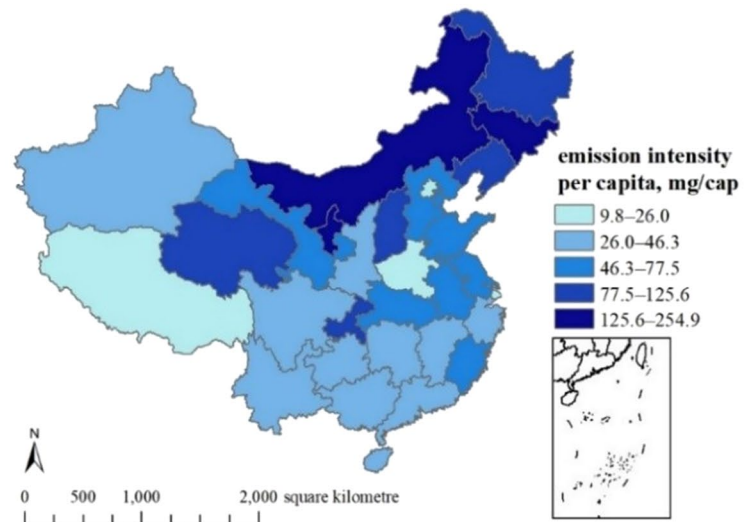 emission intensity
per capita, mg/cap
9.8–26.0
26.0–46.3
46.3–77.5
77.5–125.6
125.6–254.9
N
0 500 1,000 2,000 square kilometre